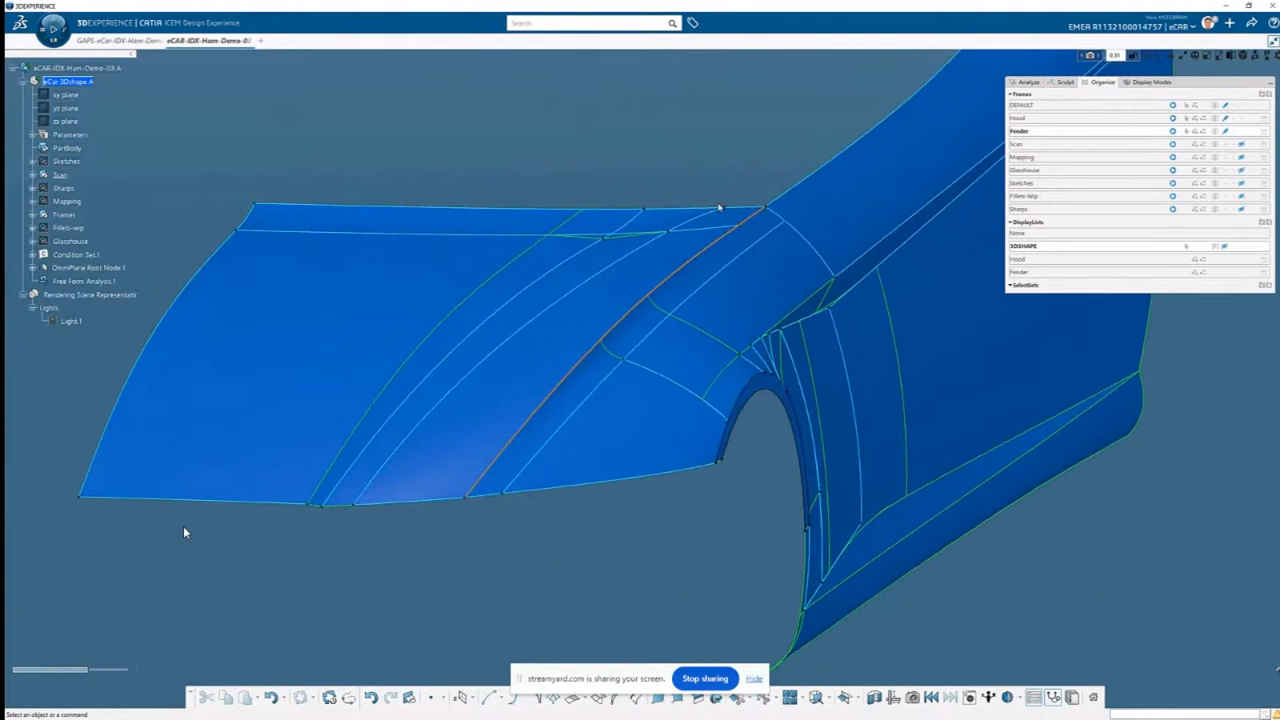 3DEXPERIENCE
3DEXPERIENCE | CATIA ICEM Design Experience
Search
EMEA R1132100014757 | eCAR
GAPS-eCar-IDX-Ham-Dem
eCAR-IDX-Ham-Demo-03
eCAR-IDX-Ham-Demo-03 A
eCar 3Dshape A
xy plane
yz plane
zx plane
Parameters
PartBody
Sketches
Scan
Sharps
Mapping
Frames
Fillets-wip
Glasshouse
Condition Set.1
OmniPlane Root Node.1
Free Form Analysis.1
Rendering Scene Representatic
Lights
Light.1
0.51
Analyze
Sculpt
Organize
Display Modes
Frames
DEFAULT
Hood
Fender
Scan
Mapping
Glasshouse
Sketches
Fillets-Wip
Sharps
DisplayLists
None
3DSHAPE
Hood
Fender
SelectSets
streamyard.com is sharing your screen.
Stop sharing
Hide
Select an object or a command